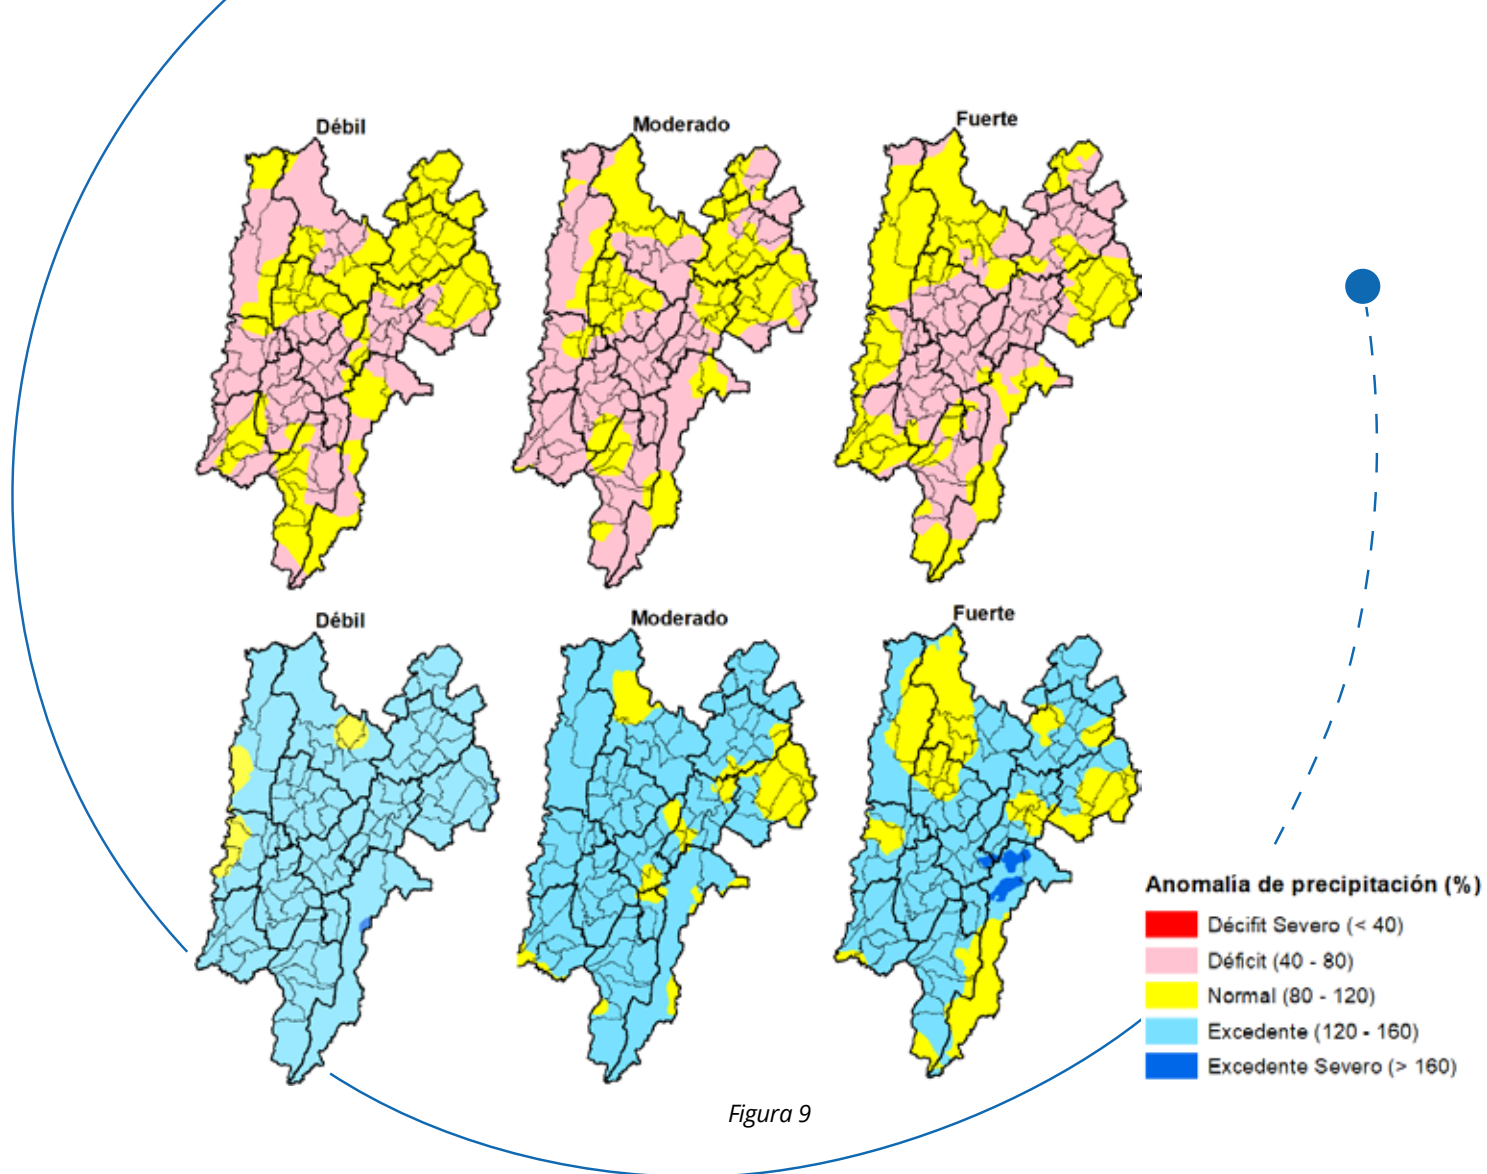 Débil
Moderado
Fuerte
Débil
Moderado
Fuerte
Anomalía de precipitación (%)
Décifit Severo (< 40)
Déficit (40 - 80)
Normal (80 - 120)
Excedente (120 - 160)
Excedente Severo (> 160)
Figura 9